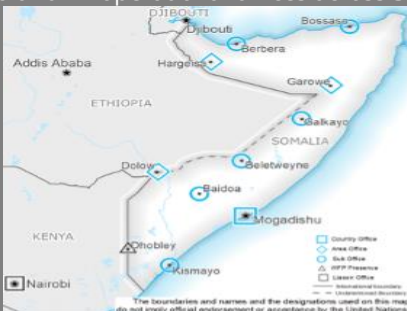 DJIBOUTI
Djibouti
Bossaso
Berbera
Addis Ababa
Hargeisa
Garowe
ETHIOPIA
Galkayo
SOMALIA
Dolow
Beletweyne
Baidoa
Mogadishu
KENYA
Dhobley
Country Office
Area Office
Sub Office
WFP Presence
Liaison Office
Nairobi
Kismayo
International boundary
Undetermined boundary
The boundaries and names and the designations used on this map
do not imply official endorsement or acceptance by the United Nations.